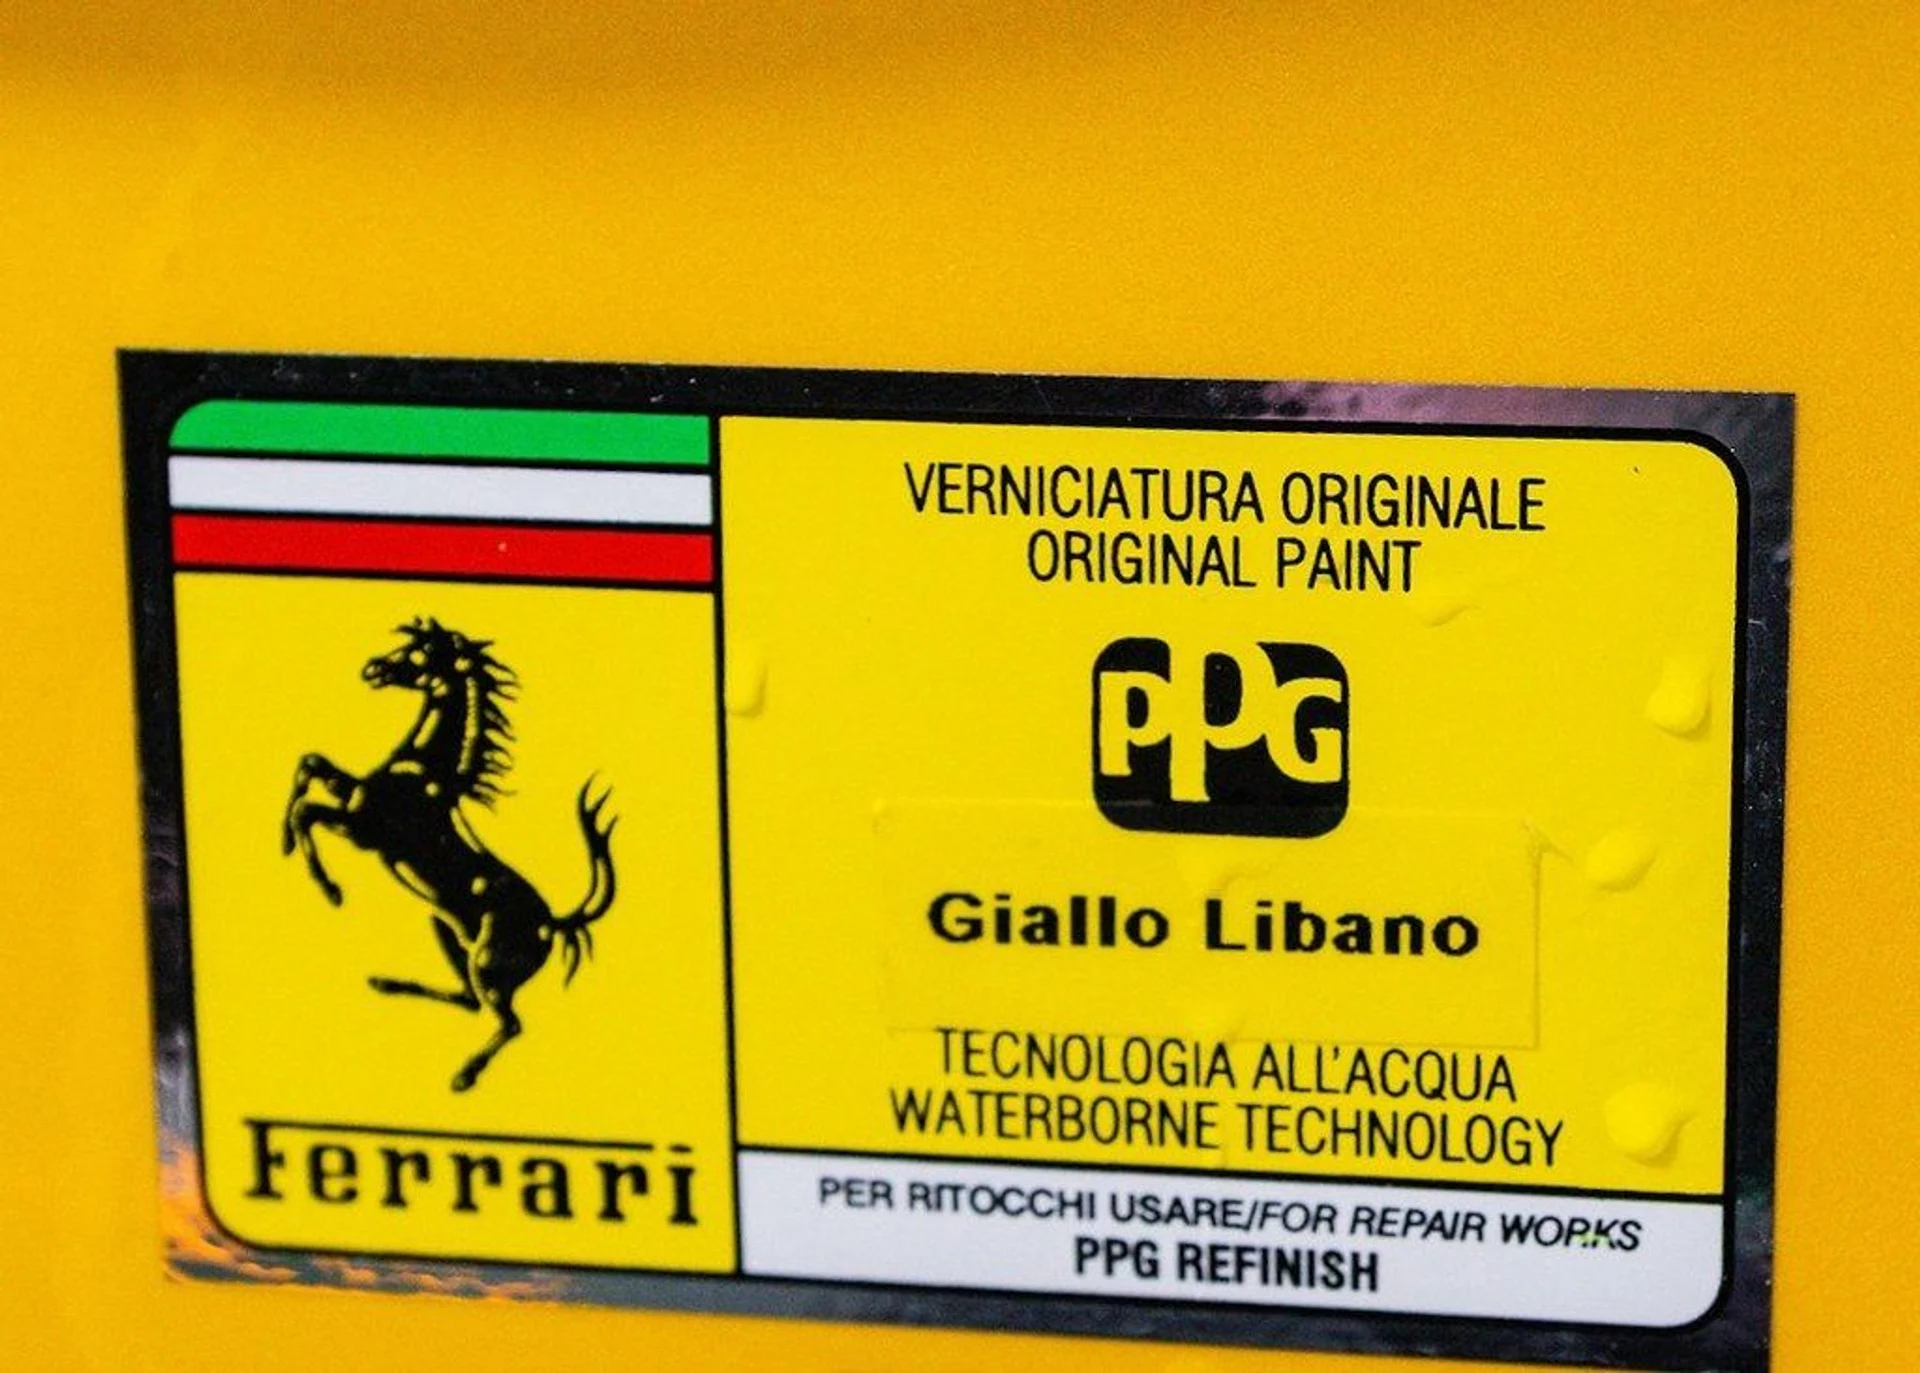 Ferrari
VERNICIATURA ORIGINALE
ORIGINAL PAINT
PPG
Giallo Libano
TECNOLOGIA ALL'ACQUA
WATERBORNE TECHNOLOGY
PER RITOCCHI USARE/FOR REPAIR WORKS
PPG REFINISH